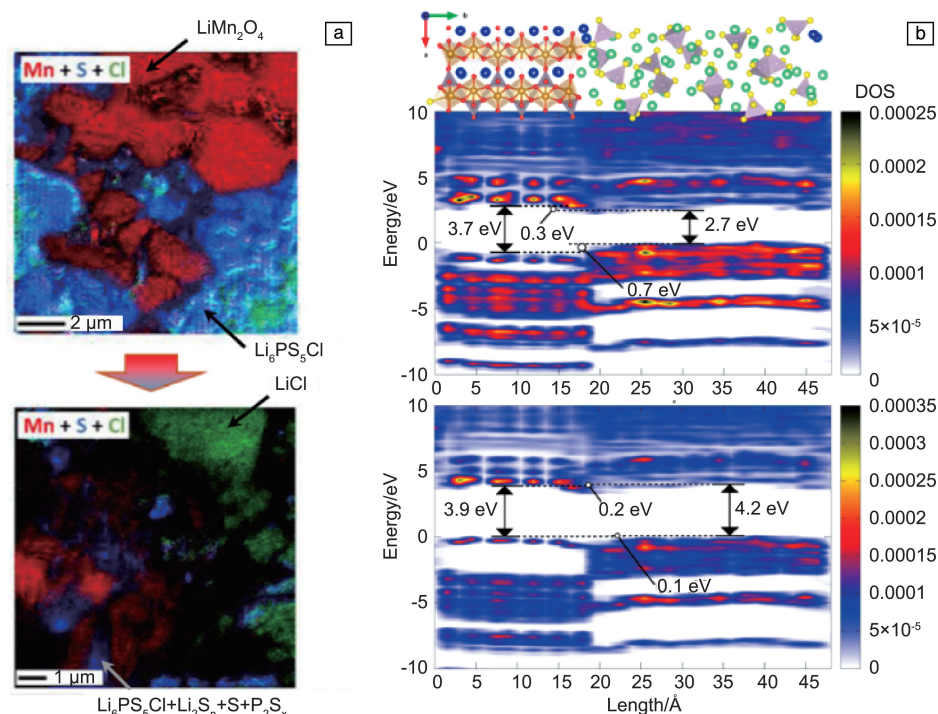 a
LiMn₂O₄
Mn + S + Cl
2 μm
Li₆PS₅Cl
LiCl
Mn + S + Cl
1 μm
Li₆PS₅Cl+Li₂Sₙ+S+P₂Sₓ
b
DOS
10
5
0
-5
-10
Energy/eV
3.7 eV
0.3 eV
2.7 eV
0.7 eV
0 5 10 15 20 25 30 35 40 45
0.00025
0.0002
0.00015
0.0001
5×10⁻⁵
0
10
5
0
-5
-10
Energy/eV
3.9 eV
0.2 eV
4.2 eV
0.1 eV
0 5 10 15 20 25 30 35 40 45
Length/Å
0.00035
0.0003
0.00025
0.0002
0.00015
0.0001
5×10⁻⁵
0